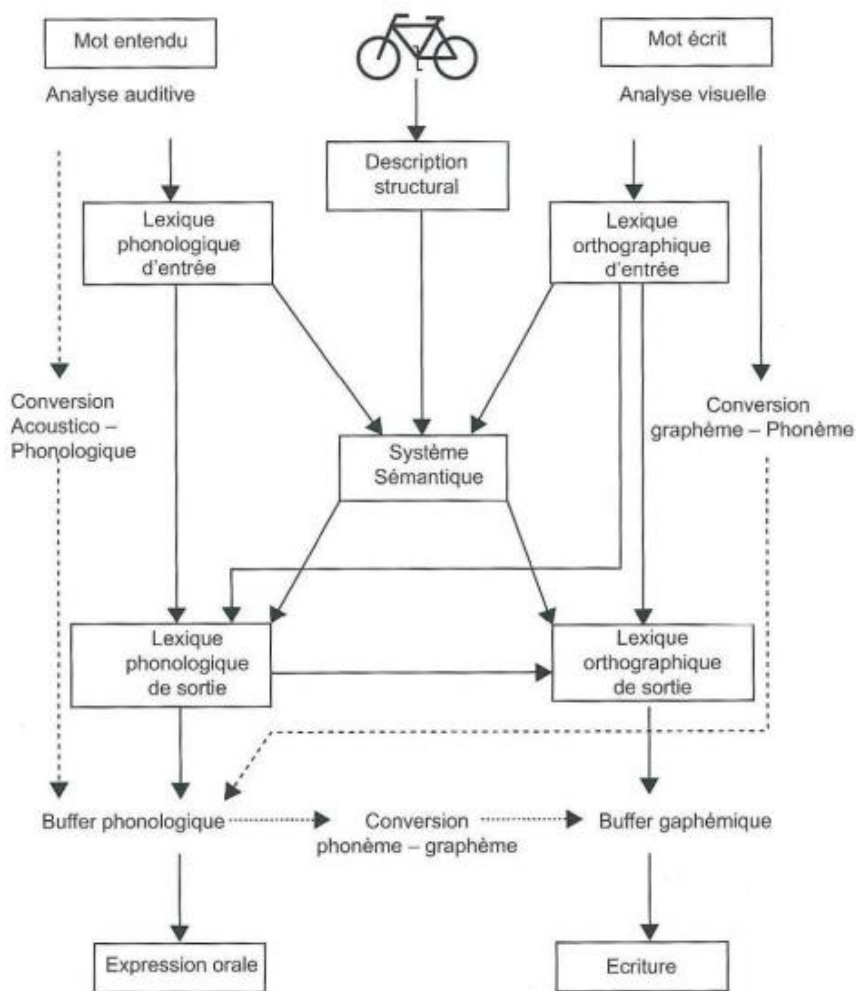 Mot entendu
Mot écrit
Analyse auditive
Analyse visuelle
Description
structural
Lexique
phonologique
d'entrée
Lexique
orthographique
d'entrée
Conversion
Acoustico –
Phonologique
Conversion
graphème – Phonème
Système
Sémantique
Lexique
phonologique
de sortie
Lexique
orthographique
de sortie
Buffer phonologique
Conversion
phonème – graphème
Buffer gaphémique
Expression orale
Ecriture